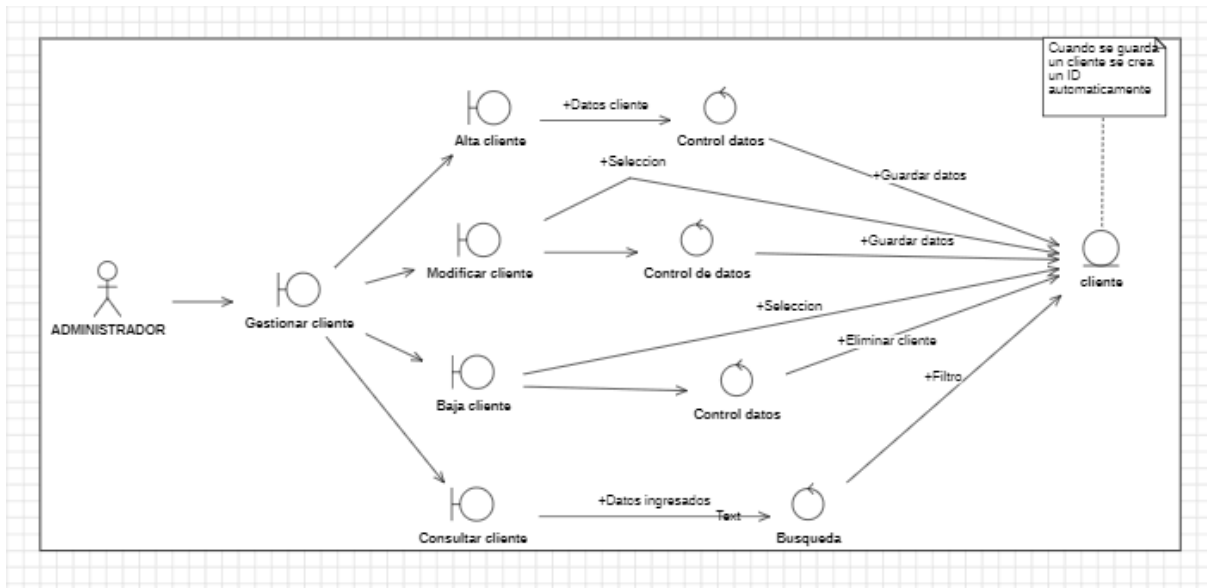 Cuando se guarda
un cliente se crea
un ID
automaticamente
+Datos cliente
Alta cliente
Control datos
+Seleccion
+Guardar datos
+Guardar datos
Modificar cliente
Control de datos
cliente
ADMINISTRADOR
Gestionar cliente
+Seleccion
+Eliminar cliente
+Filtro
Baja cliente
Control datos
+Datos ingresados
Text
Consultar cliente
Busqueda